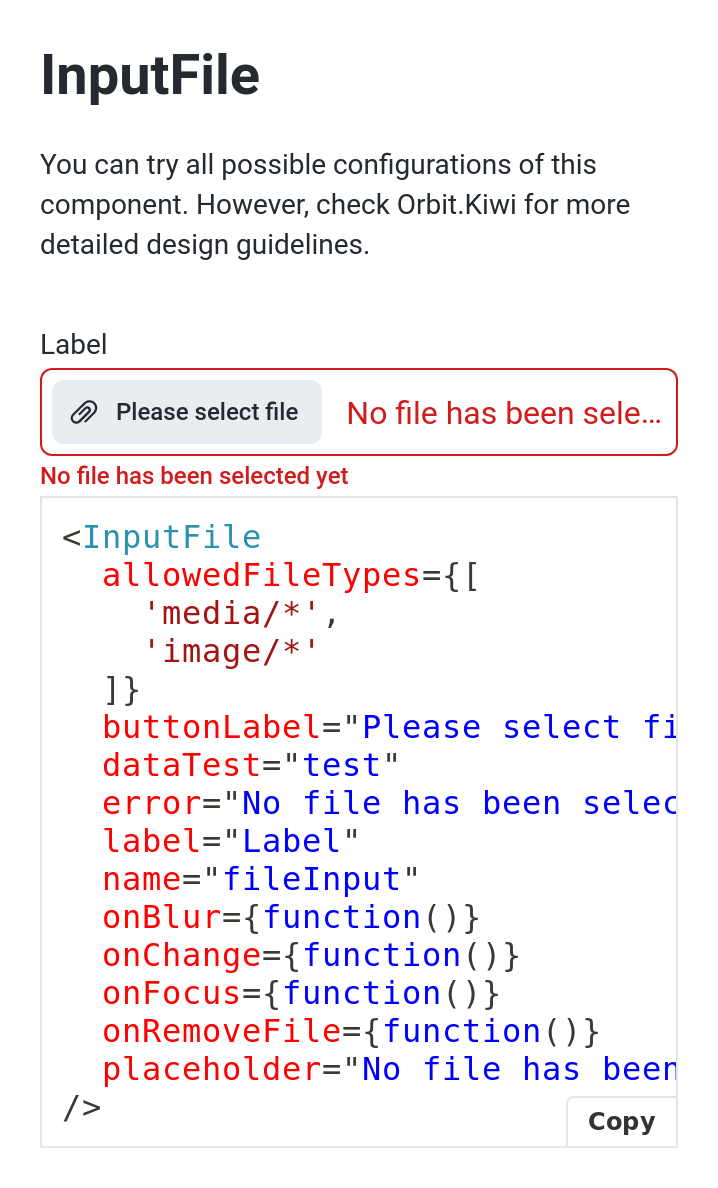 InputFile
You can try all possible configurations of this
component. However, check Orbit.Kiwi for more
detailed design guidelines.
Label
Please select file No file has been sele…
No file has been selected yet
<InputFile
  allowedFileTypes={[
    'media/*',
    'image/*'
  ]}
  buttonLabel="Please select fi
  dataTest="test"
  error="No file has been selec
  label="Label"
  name="fileInput"
  onBlur={function()}
  onChange={function()}
  onFocus={function()}
  onRemoveFile={function()}
  placeholder="No file has been
/>
Copy